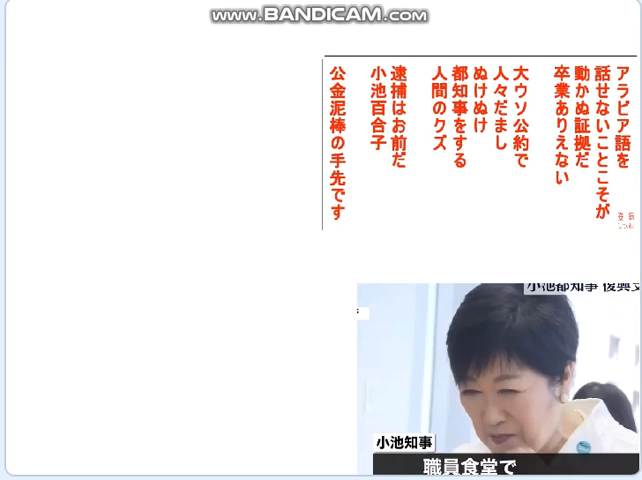 www.BANDICAM.com
アラビア語を
話せないことこそが
動かぬ証拠だ
卒業ありえない
大ウソ公約で
人々だまし
ぬけぬけ
都知事をする
人間のクズ
逮捕はお前だ
小池百合子
公金泥棒の手先です
小池都知事 復興支
小池知事
職員食堂で